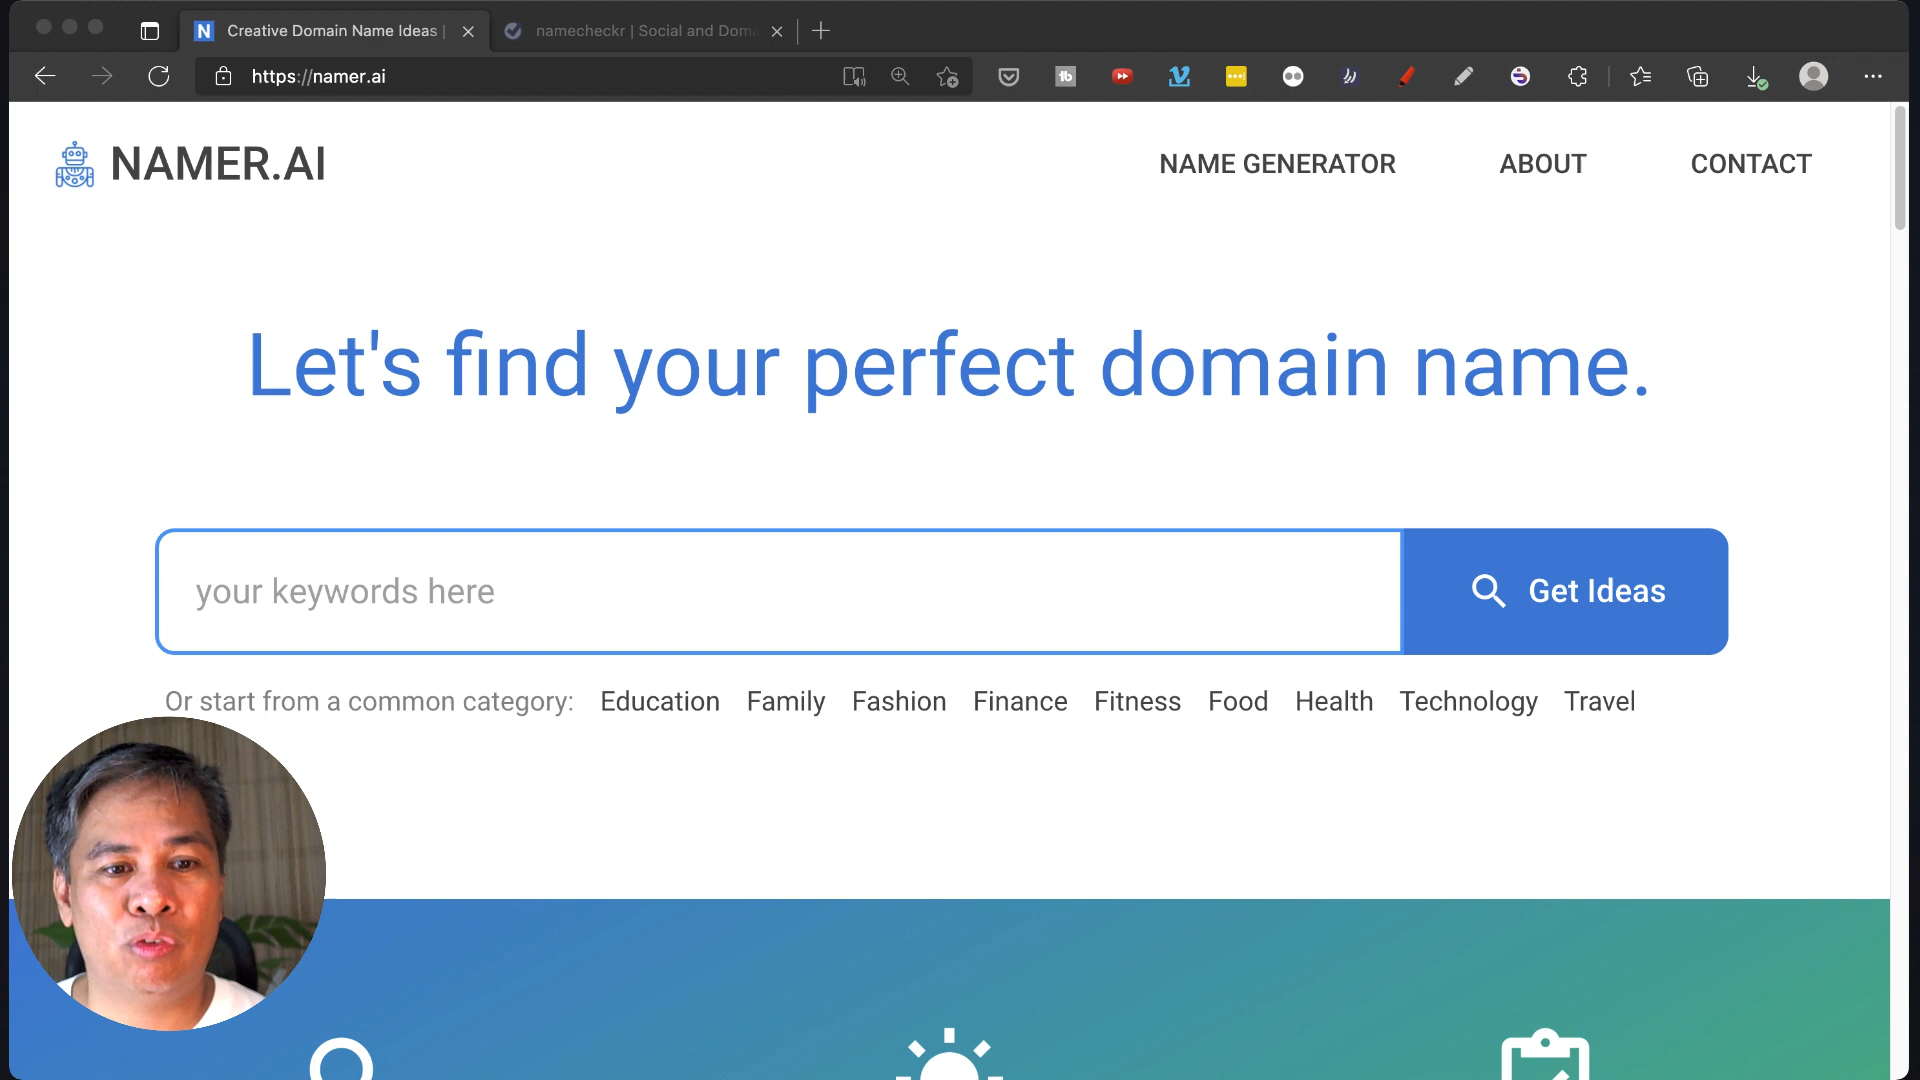 N Creative Domain Name Ideas |
namecheckr | Social and Doma
https://namer.ai
NAMER.AI
NAME GENERATOR
ABOUT
CONTACT
Let's find your perfect domain name.
your keywords here
Get Ideas
Or start from a common category: Education Family Fashion Finance Fitness Food Health Technology Travel